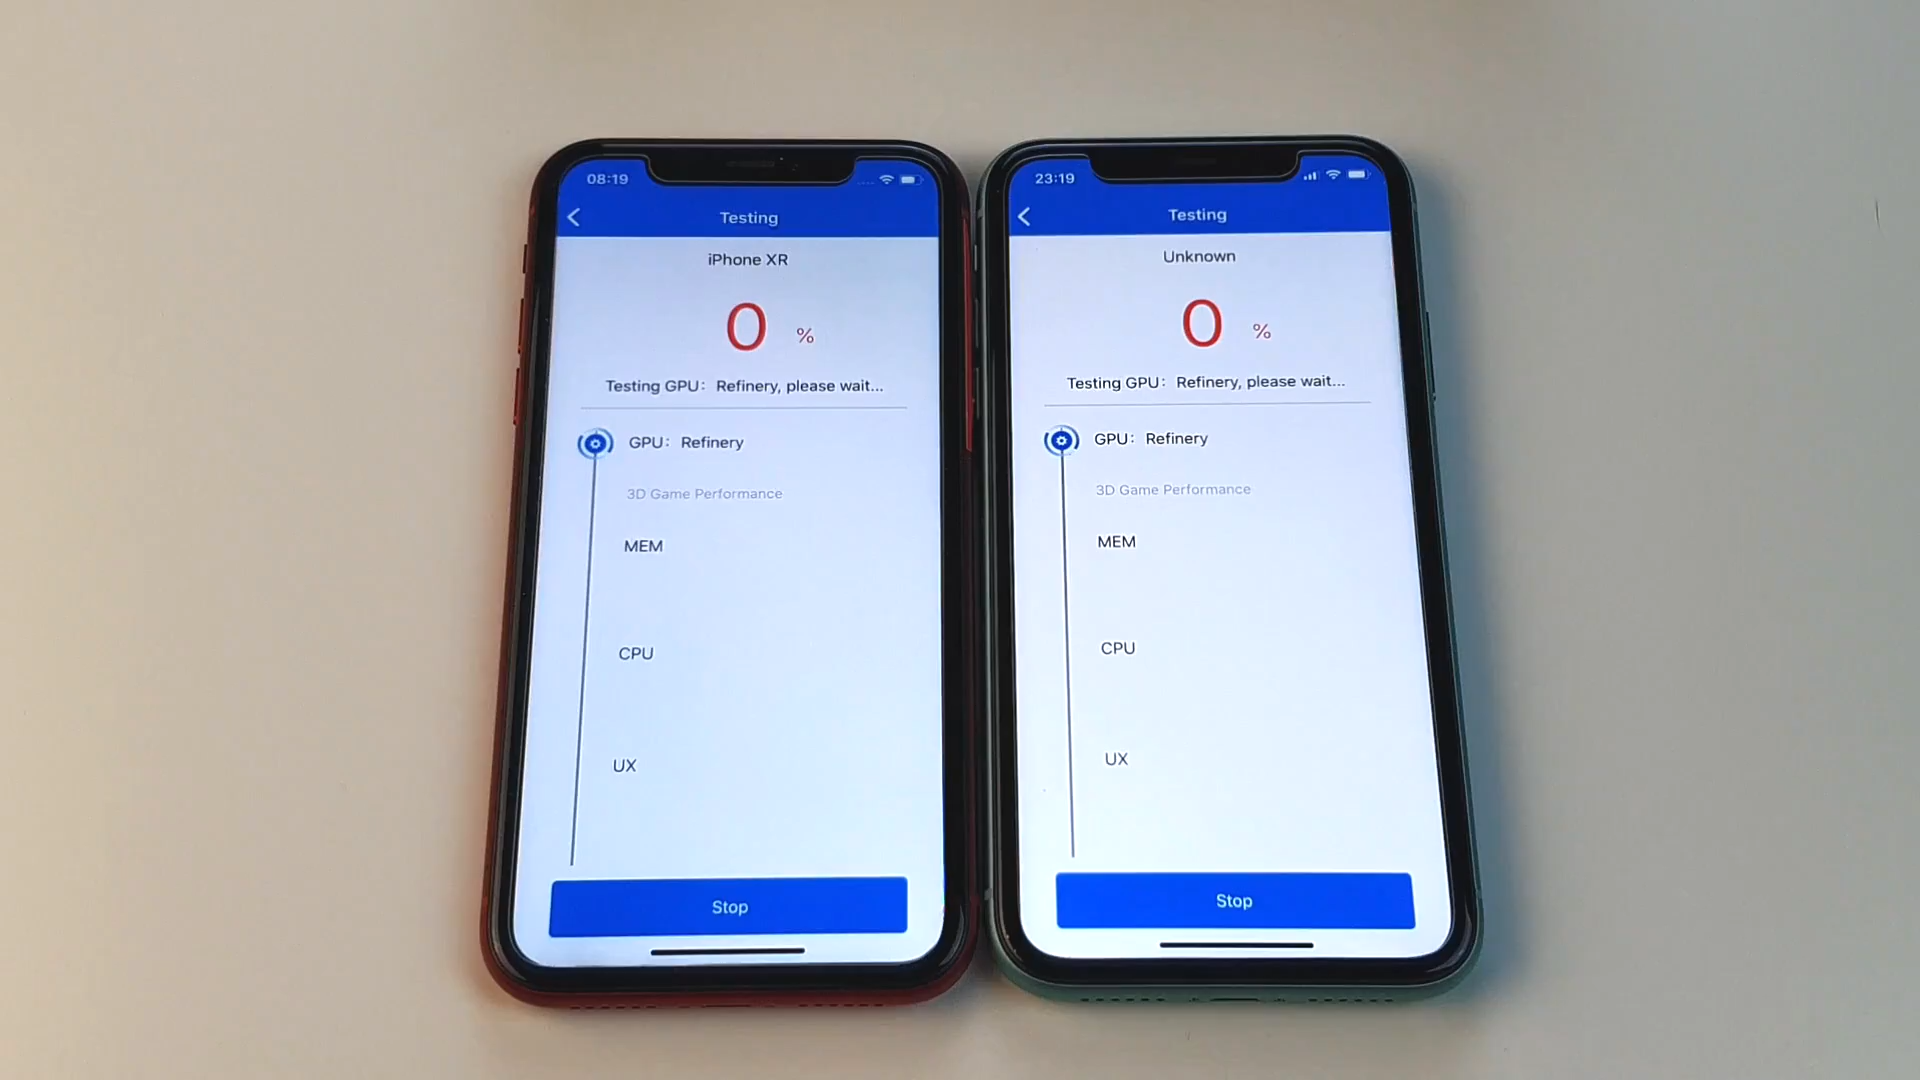 08:19
Testing
iPhone XR
0 %
Testing GPU: Refinery, please wait...
GPU: Refinery
3D Game Performance
MEM
CPU
UX
Stop
23:19
Testing
Unknown
0 %
Testing GPU: Refinery, please wait...
GPU: Refinery
3D Game Performance
MEM
CPU
UX
Stop